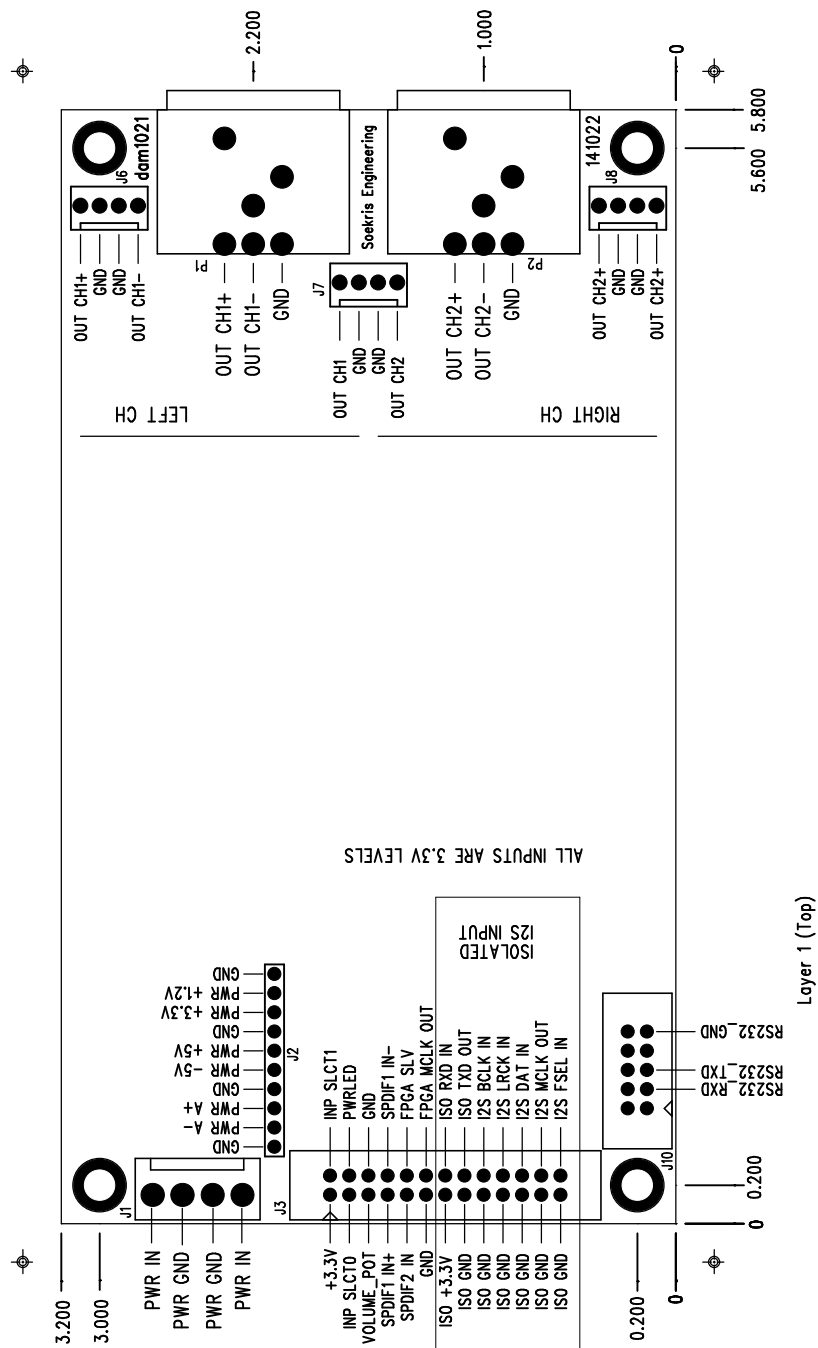 2.200
1.000
0
5.800
5.600
J6
dam1021
Soekris Engineering
141022
J8
P1
P2
J7
OUT CH1+
GND
GND
OUT CH1-
OUT CH1+
OUT CH1-
GND
OUT CH1
GND
GND
OUT CH2
OUT CH2+
OUT CH2-
GND
OUT CH2+
GND
GND
OUT CH2+
LEFT CH
RIGHT CH
ALL INPUTS ARE 3.3V LEVELS
ISOLATED
I2S INPUT
Layer 1 (Top)
GND
PWR +1.2V
PWR +3.3V
GND
PWR +5V
PWR -5V
GND
PWR A+
PWR A-
GND
J2
INP SLCT1
PWRLED
GND
SPDIF1 IN-
FPGA SLV
FPGA MCLK OUT
ISO RXD IN
ISO TXD OUT
I2S BCLK IN
I2S LRCK IN
I2S DAT IN
I2S MCLK OUT
I2S FSEL IN
RS232_GND
RS232_TXD
RS232_RXD
J1
J3
J10
PWR IN
PWR GND
PWR GND
PWR IN
+3.3V
INP SLCT0
VOLUME_POT
SPDIF1 IN+
SPDIF2 IN
GND
ISO +3.3V
ISO GND
ISO GND
ISO GND
ISO GND
ISO GND
ISO GND
0.200
0
3.200
3.000
0.200
0